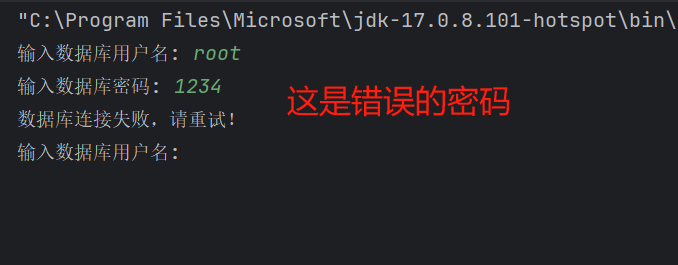 "C:\Program Files\Microsoft\jdk-17.0.8.101-hotspot\bin\
输入数据库用户名: root
输入数据库密码: 1234
数据库连接失败，请重试!
这是错误的密码
输入数据库用户名: